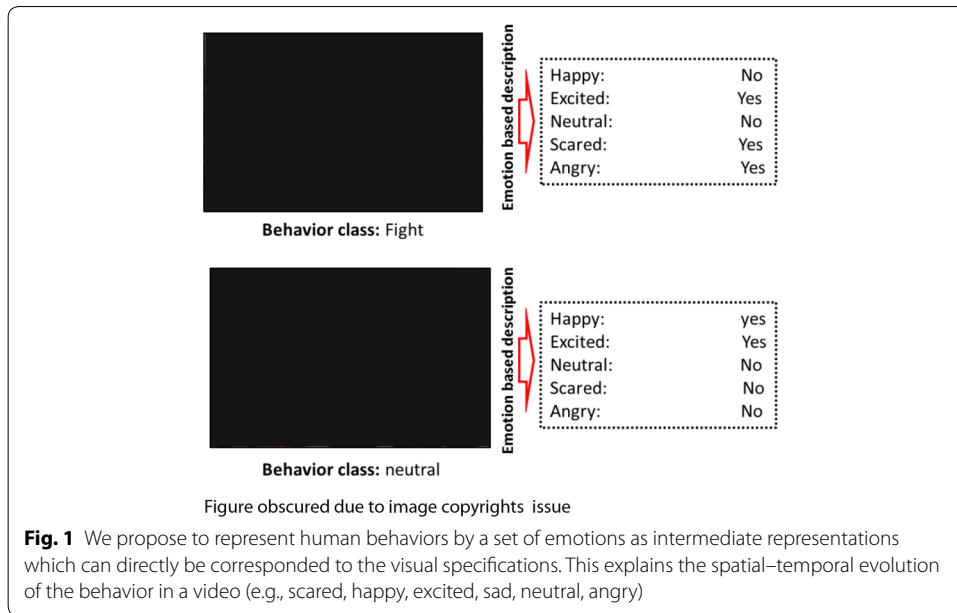 Emotion based description
Happy: No
Excited: Yes
Neutral: No
Scared: Yes
Angry: Yes
Behavior class: Fight
Emotion based description
Happy: yes
Excited: Yes
Neutral: No
Scared: No
Angry: No
Behavior class: neutral
Figure obscured due to image copyrights issue
Fig. 1 We propose to represent human behaviors by a set of emotions as intermediate representations
which can directly be corresponded to the visual specifications. This explains the spatial–temporal evolution
of the behavior in a video (e.g., scared, happy, excited, sad, neutral, angry)